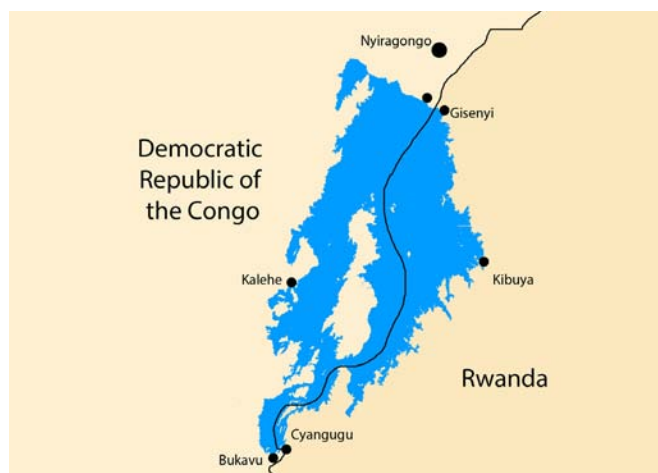 Nyiragongo
Gisenyi
Democratic
Republic of
the Congo
Kalehe
Kibuya
Rwanda
Cyangugu
Bukavu